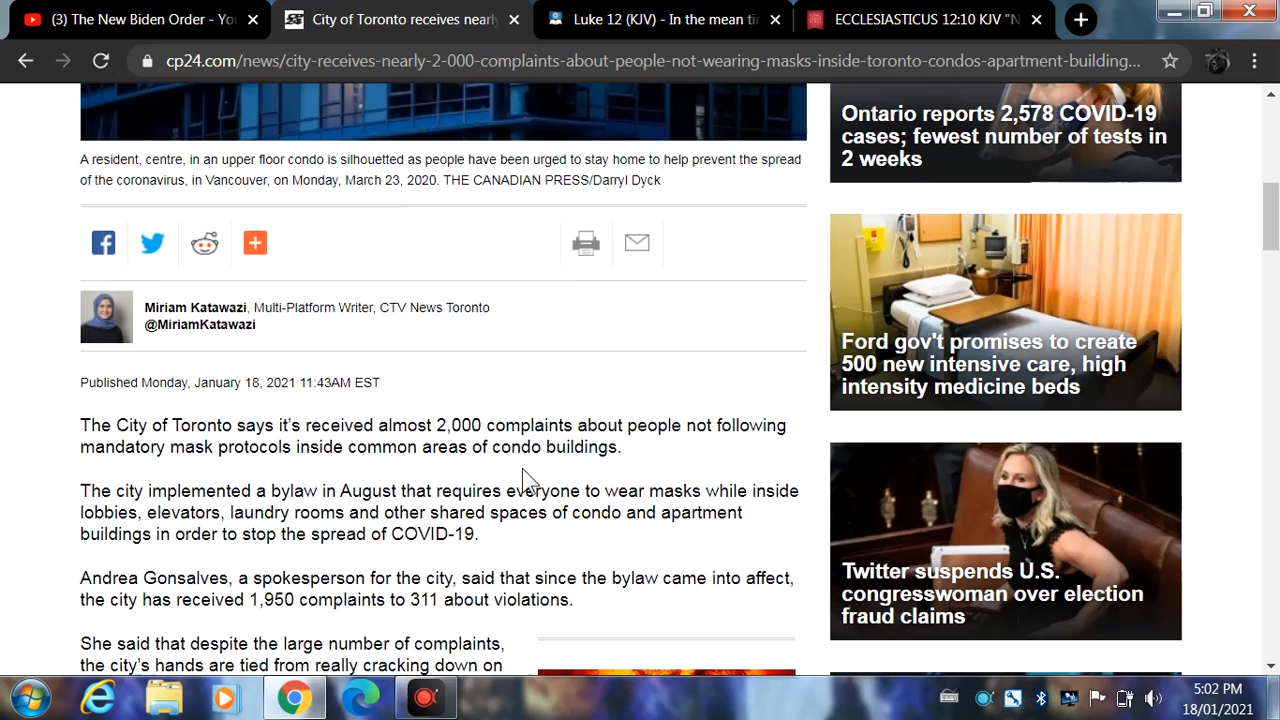 (3) The New Biden Order - Yo
City of Toronto receives nearly
Luke 12 (KJV) - In the mean tim
ECCLESIASTICUS 12:10 KJV "N
cp24.com/news/city-receives-nearly-2-000-complaints-about-people-not-wearing-masks-inside-toronto-condos-apartment-building...
A resident, centre, in an upper floor condo is silhouetted as people have been urged to stay home to help prevent the spread
of the coronavirus, in Vancouver, on Monday, March 23, 2020. THE CANADIAN PRESS/Darryl Dyck
Miriam Katawazi, Multi-Platform Writer, CTV News Toronto
@MiriamKatawazi
Published Monday, January 18, 2021 11:43AM EST
The City of Toronto says it's received almost 2,000 complaints about people not following
mandatory mask protocols inside common areas of condo buildings.
The city implemented a bylaw in August that requires everyone to wear masks while inside
lobbies, elevators, laundry rooms and other shared spaces of condo and apartment
buildings in order to stop the spread of COVID-19.
Andrea Gonsalves, a spokesperson for the city, said that since the bylaw came into affect,
the city has received 1,950 complaints to 311 about violations.
She said that despite the large number of complaints,
the city's hands are tied from really cracking down on
Ontario reports 2,578 COVID-19
cases; fewest number of tests in
2 weeks
Ford gov't promises to create
500 new intensive care, high
intensity medicine beds
Twitter suspends U.S.
congresswoman over election
fraud claims
5:02 PM
18/01/2021